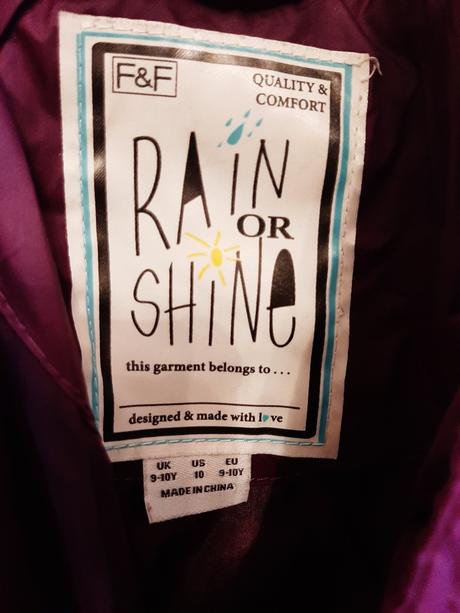 F&F
QUALITY &
COMFORT
RAiN
OR
SHiNe
this garment belongs to . . .
designed & made with love
UK US EU
9-10Y 10 9-10Y
MADE IN CHINA